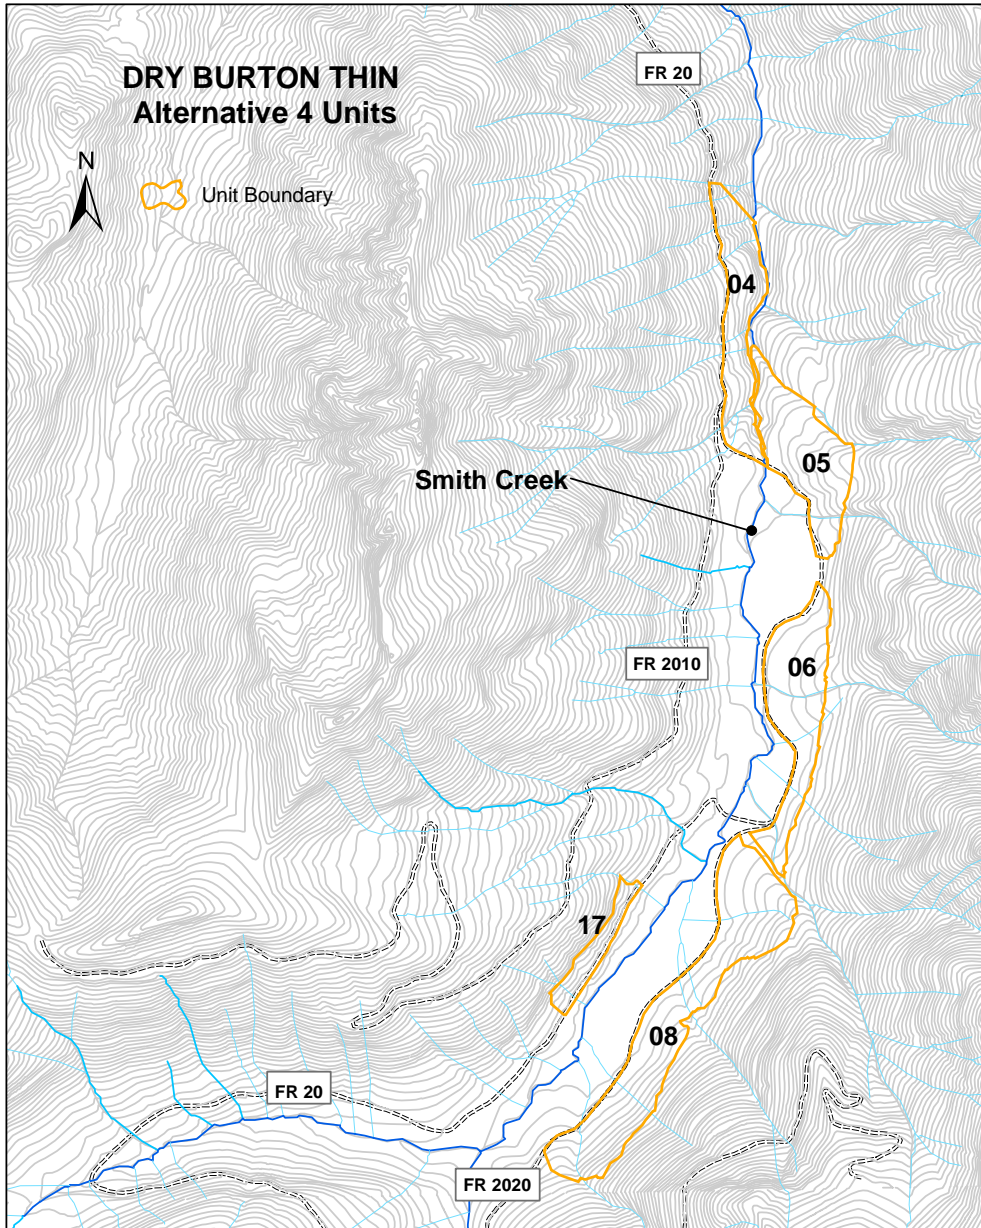 FR 20
DRY BURTON THIN
Alternative 4 Units
N
Unit Boundary
04
05
Smith Creek
FR 2010
06
17
08
FR 20
FR 2020